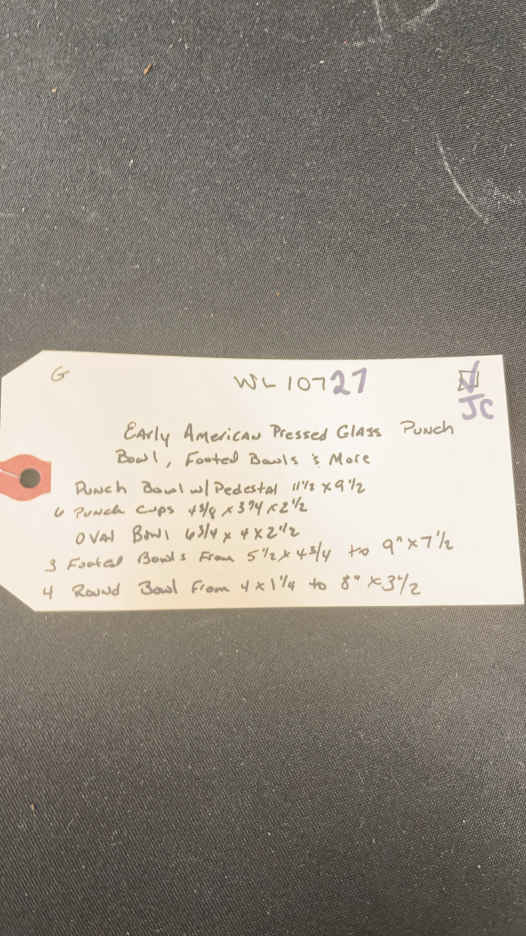 G WL 10727 JC
Early American Pressed Glass Punch
Bowl, Footed Bowls & More
Punch Bowl w/ Pedestal 11 1/2 x 9 1/2
6 Punch Cups x 3 3/4 x 2 1/2
Oval Bowl 6 3/4 x 4 x 2 1/2
3 Footed Bowls From 5 1/2 x 4 3/4 to 9" x 7 1/2
4 Round Bowl From 4 x 1 1/4 to 8" x 3 1/2